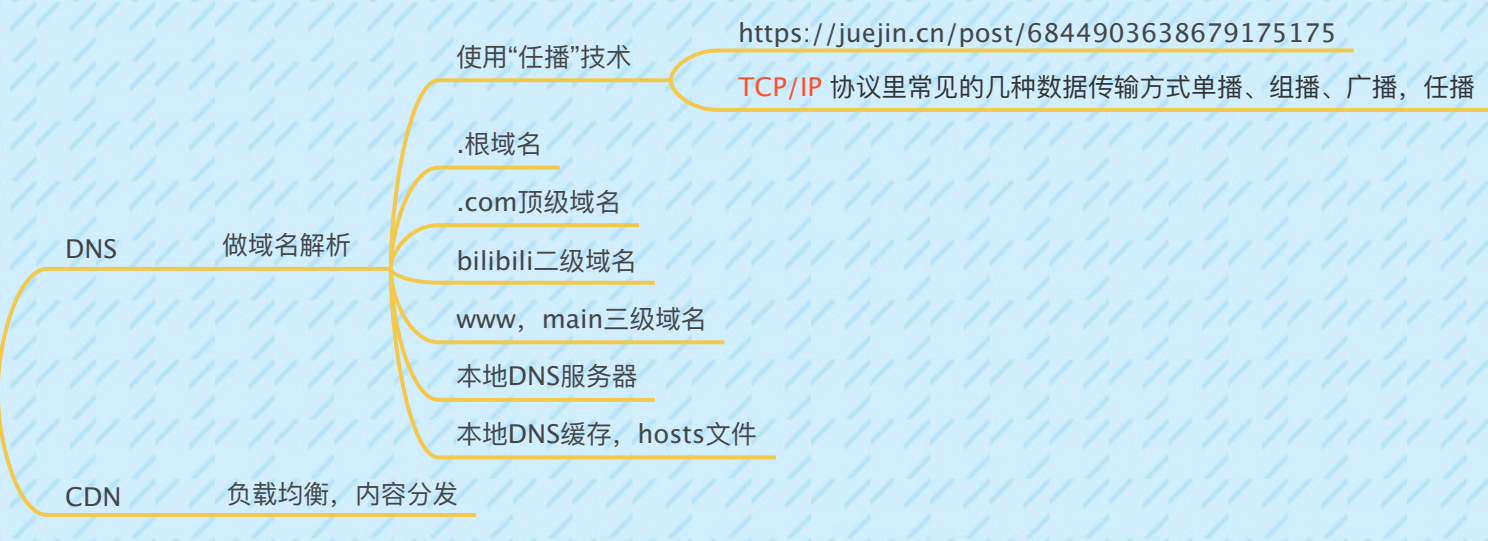 https://juejin.cn/post/6844903638679175175
使用“任播”技术
TCP/IP 协议里常见的几种数据传输方式单播、组播、广播，任播
.根域名
.com顶级域名
DNS
做域名解析
bilibili二级域名
www，main三级域名
本地DNS服务器
本地DNS缓存，hosts文件
CDN
负载均衡，内容分发